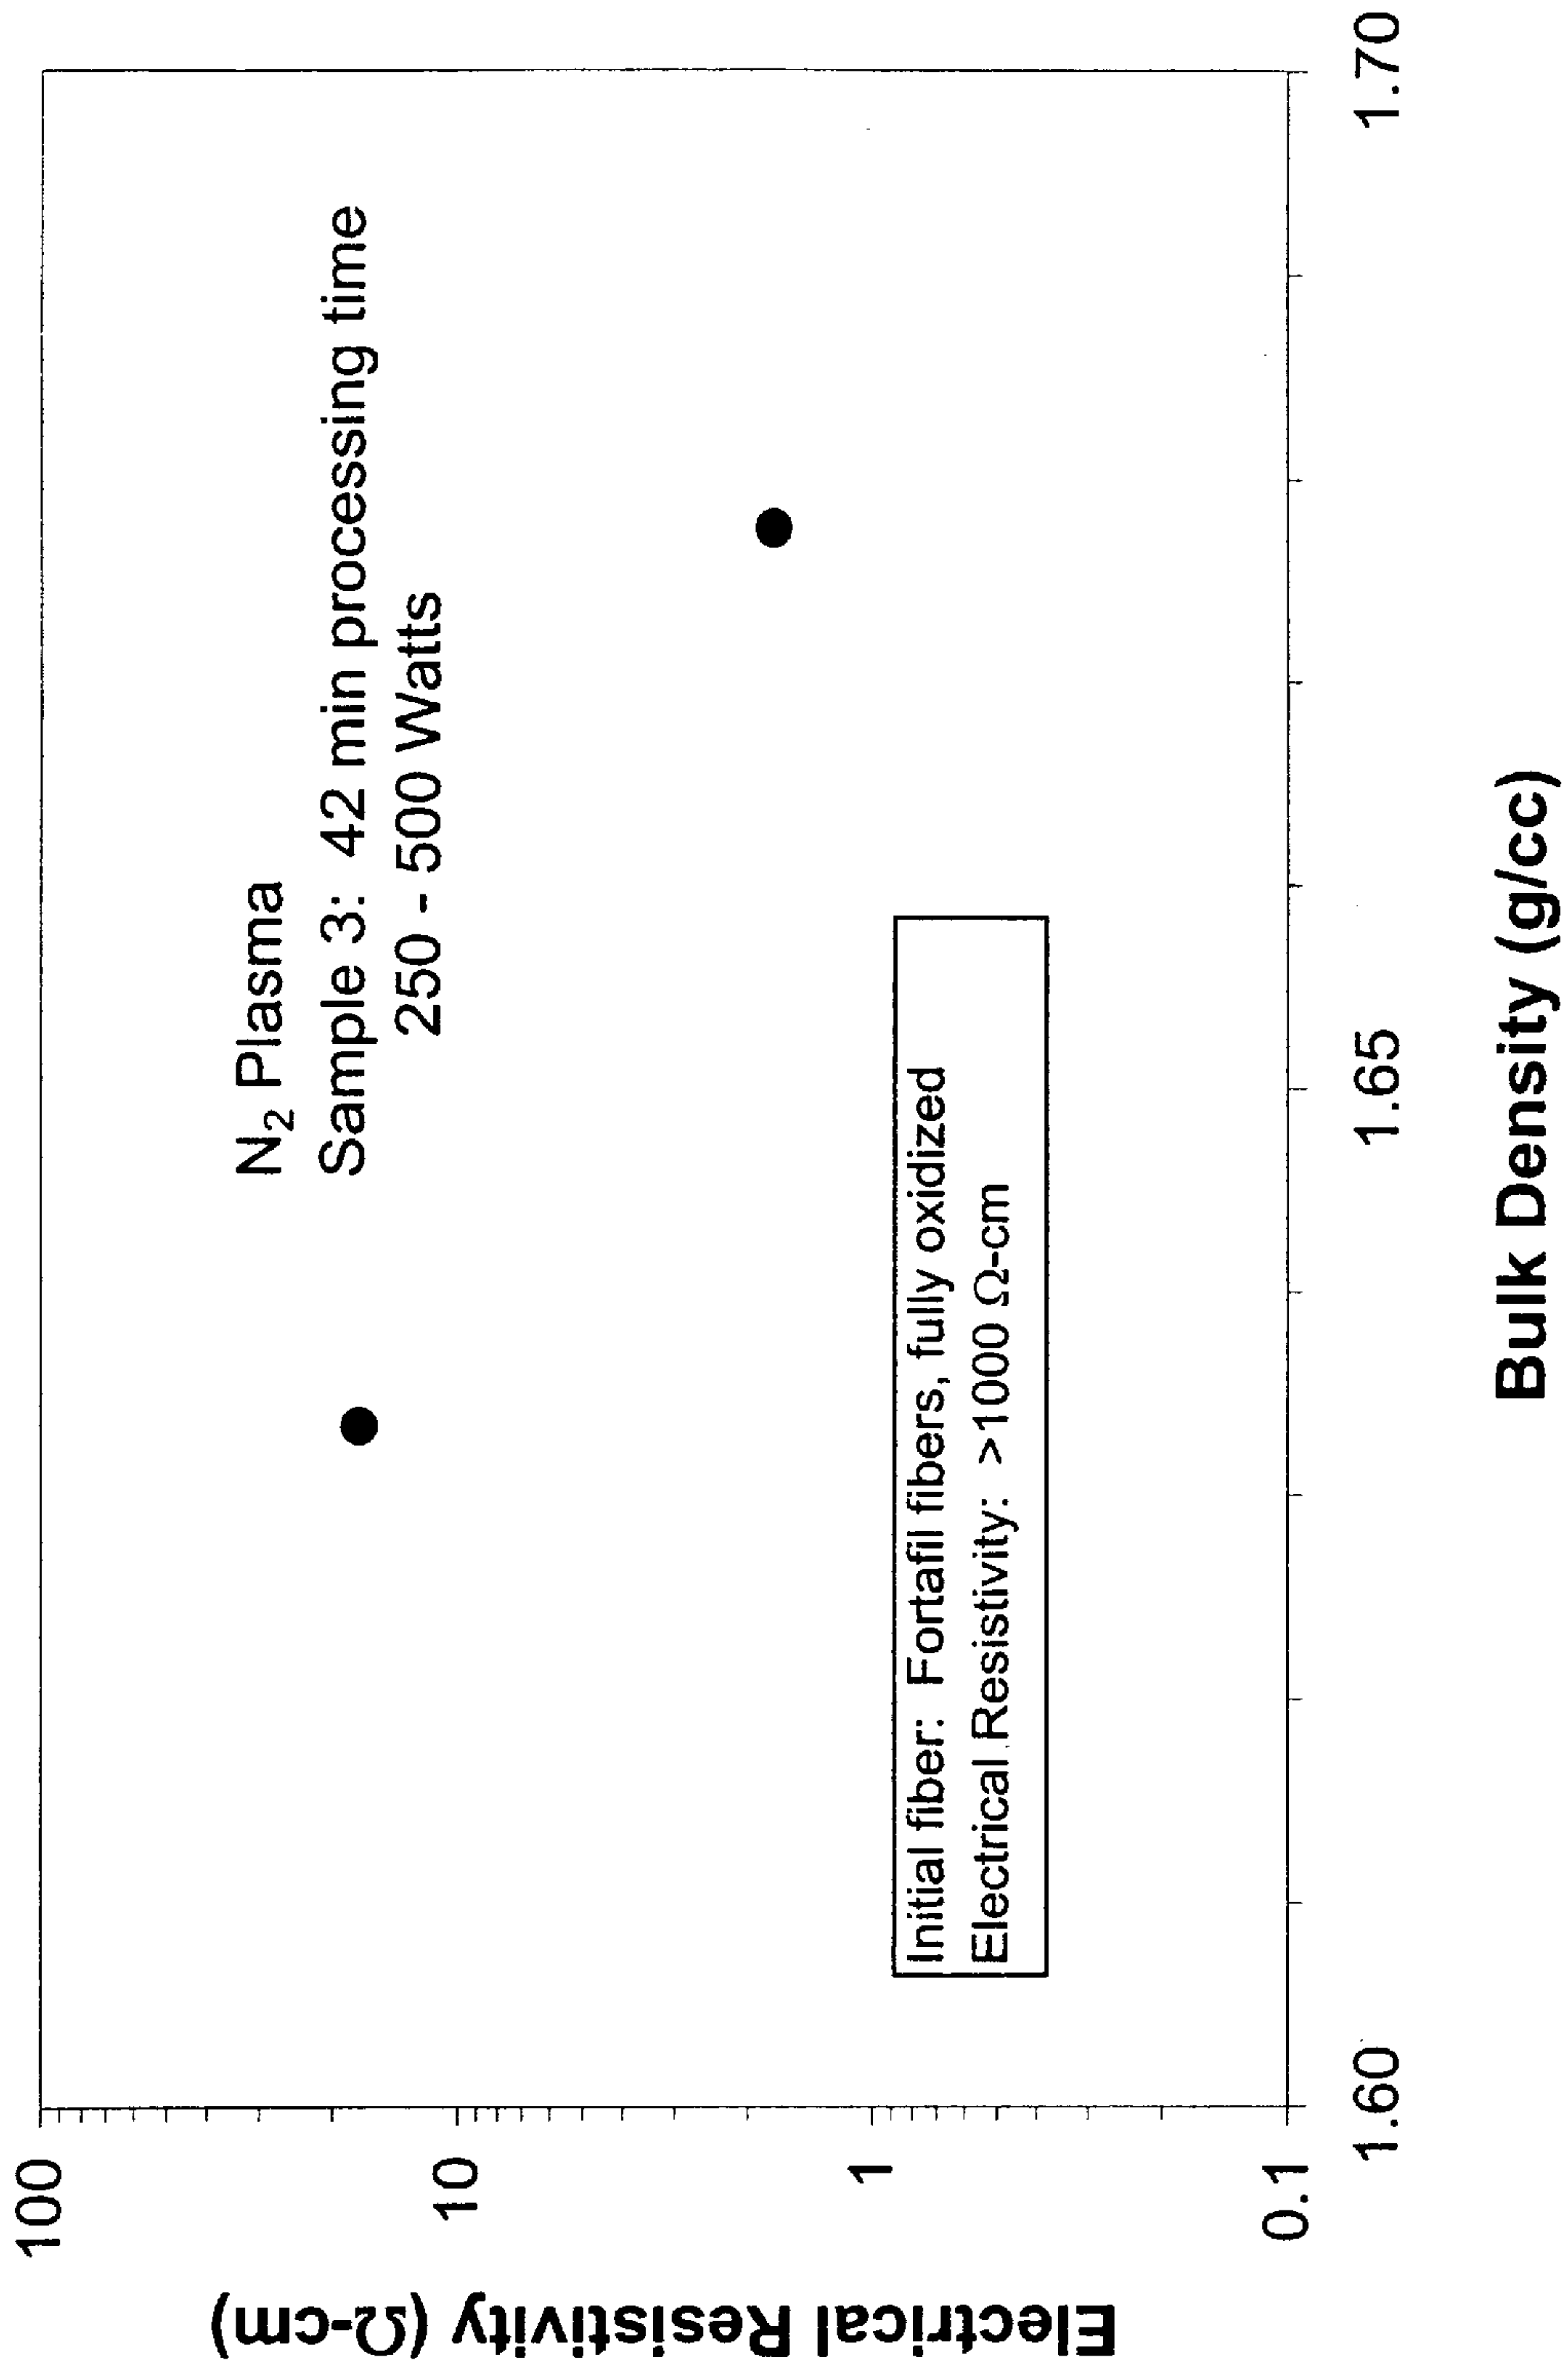 Electrical Resistivity (Ω-cm)
100
10
1
0.1
N₂ Plasma
Sample 3: 42 min processing time
250 - 500 Watts
Initial fiber: Fortafil fibers, fully oxidized
Electrical Resistivity: >1000 Ω-cm
1.60
1.65
1.70
Bulk Density (g/cc)